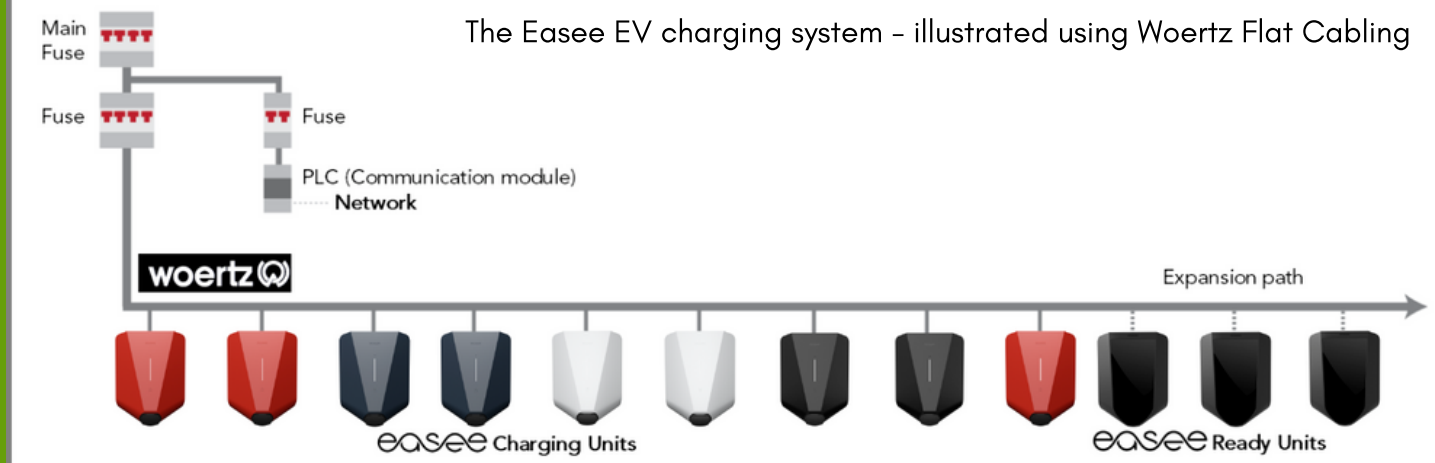 The Easee EV charging system – illustrated using Woertz Flat Cabling
Main
Fuse
Fuse
Fuse
PLC (Communication module)
Network
woertz
Expansion path
easee Charging Units
easee Ready Units